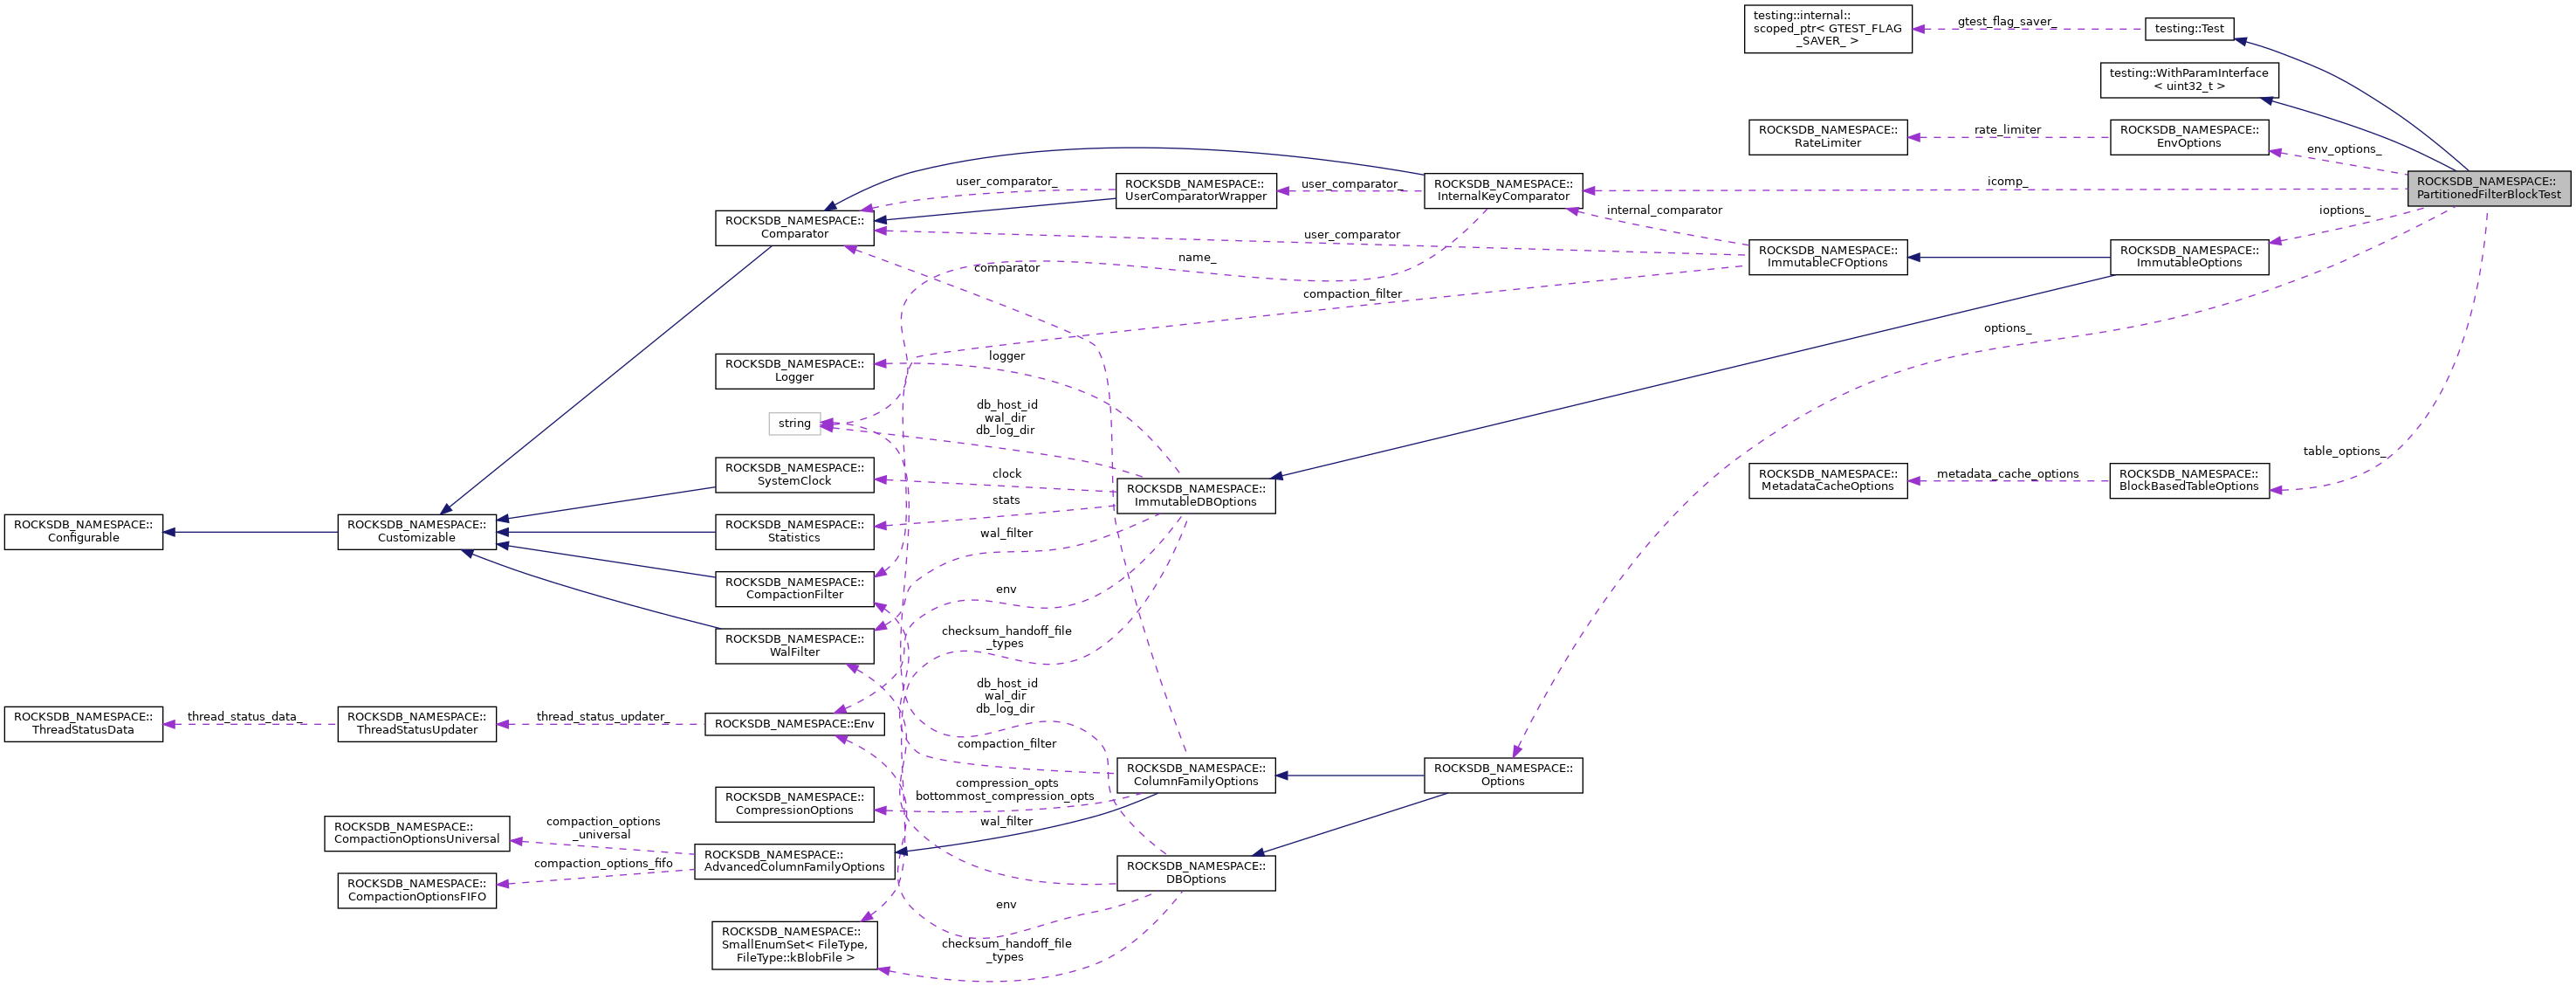 testing::internal::
scoped_ptr< GTEST_FLAG
_SAVER_ >
gtest_flag_saver_
testing::Test
testing::WithParamInterface
< uint32_t >
ROCKSDB_NAMESPACE::
RateLimiter
rate_limiter
ROCKSDB_NAMESPACE::
EnvOptions
env_options_
ROCKSDB_NAMESPACE::
PartitionedFilterBlockTest
icomp_
ioptions_
options_
table_options_
ROCKSDB_NAMESPACE::
Comparator
user_comparator_
ROCKSDB_NAMESPACE::
UserComparatorWrapper
user_comparator_
ROCKSDB_NAMESPACE::
InternalKeyComparator
internal_comparator
user_comparator
ROCKSDB_NAMESPACE::
ImmutableCFOptions
ROCKSDB_NAMESPACE::
ImmutableOptions
name_
comparator
compaction_filter
ROCKSDB_NAMESPACE::
Logger
logger
string
db_host_id
wal_dir
db_log_dir
ROCKSDB_NAMESPACE::
SystemClock
clock
ROCKSDB_NAMESPACE::
ImmutableDBOptions
ROCKSDB_NAMESPACE::
MetadataCacheOptions
metadata_cache_options
ROCKSDB_NAMESPACE::
BlockBasedTableOptions
stats
ROCKSDB_NAMESPACE::
Configurable
ROCKSDB_NAMESPACE::
Customizable
ROCKSDB_NAMESPACE::
Statistics
wal_filter
ROCKSDB_NAMESPACE::
CompactionFilter
env
ROCKSDB_NAMESPACE::
WalFilter
checksum_handoff_file
_types
db_host_id
wal_dir
db_log_dir
ROCKSDB_NAMESPACE::
ThreadStatusData
thread_status_data_
ROCKSDB_NAMESPACE::
ThreadStatusUpdater
thread_status_updater_
ROCKSDB_NAMESPACE::Env
compaction_filter
ROCKSDB_NAMESPACE::
ColumnFamilyOptions
ROCKSDB_NAMESPACE::
Options
ROCKSDB_NAMESPACE::
CompressionOptions
compression_opts
bottommost_compression_opts
wal_filter
ROCKSDB_NAMESPACE::
CompactionOptionsUniversal
compaction_options
_universal
ROCKSDB_NAMESPACE::
AdvancedColumnFamilyOptions
compaction_options_fifo
ROCKSDB_NAMESPACE::
CompactionOptionsFIFO
ROCKSDB_NAMESPACE::
DBOptions
env
ROCKSDB_NAMESPACE::
SmallEnumSet< FileType,
FileType::kBlobFile >
checksum_handoff_file
_types